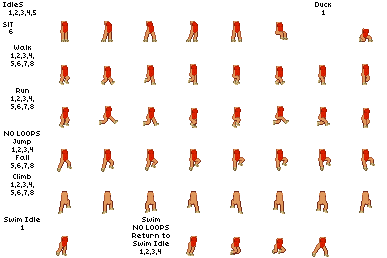 IdleS
1,2,3,4,5
Duck
1
SIT
6
Walk
1,2,3,4,
5,6,7,8
Run
1,2,3,4,
5,6,7,8
NO LOOPS
Jump
1,2,3,4
Fall
5,6,7,8
Climb
1,2,3,4,
5,6,7,8
Swim Idle
1
Swim
NO LOOPS
Return to
Swim Idle
1,2,3,4